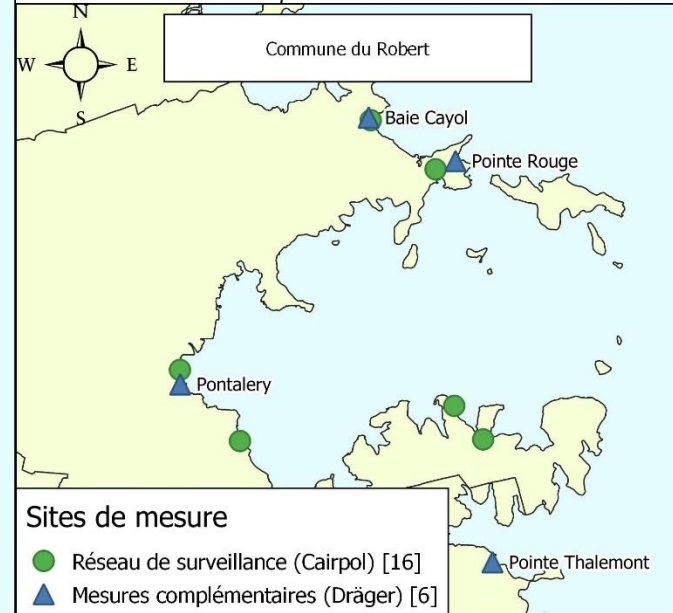 N
Commune du Robert
W
E
S
Baie Cayol
Pointe Rouge
Pontalery
Sites de mesure
Réseau de surveillance (Cairpol) [16]
Pointe Thalemont
Mesures complémentaires (Dräger) [6]